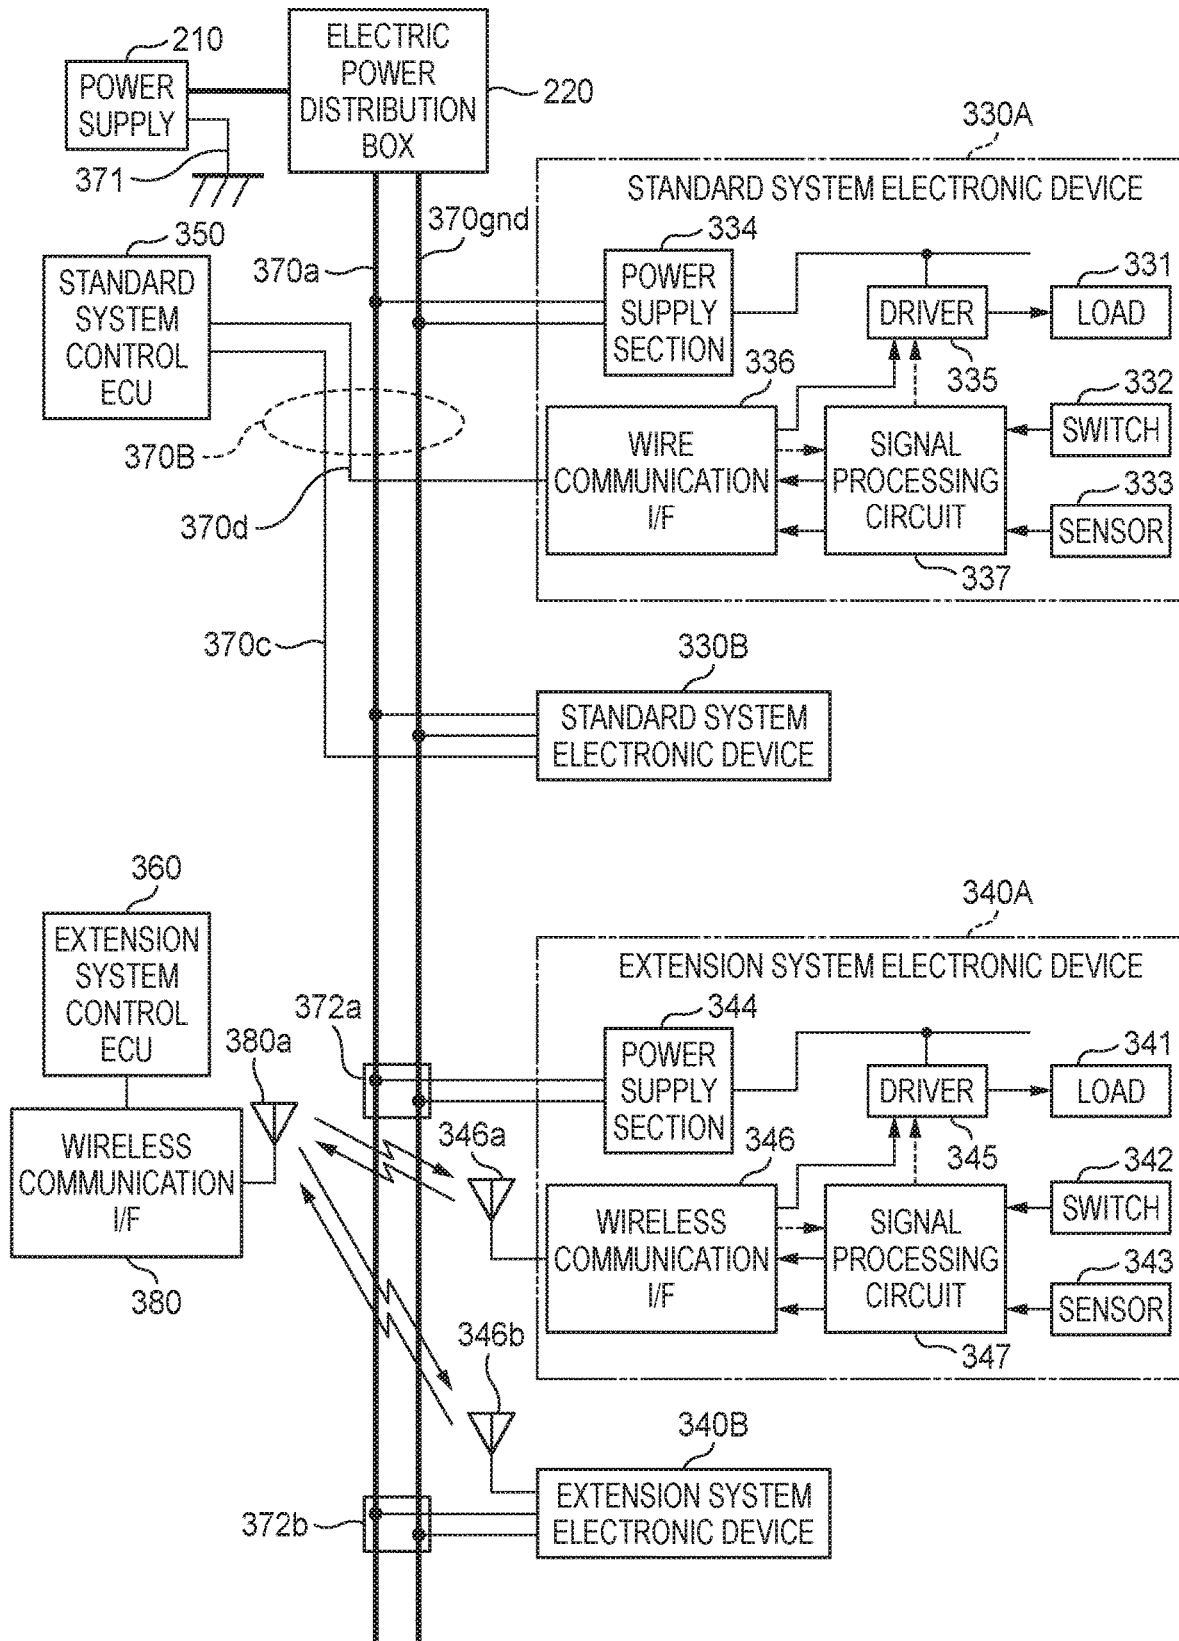 210
POWER
SUPPLY
371
ELECTRIC
POWER
DISTRIBUTION
BOX
220
370gnd
370a
350
STANDARD
SYSTEM
CONTROL
ECU
370B
370d
370c
330A
STANDARD SYSTEM ELECTRONIC DEVICE
334
POWER
SUPPLY
SECTION
DRIVER
335
331
LOAD
336
WIRE
COMMUNICATION
I/F
SIGNAL
PROCESSING
CIRCUIT
337
332
SWITCH
333
SENSOR
330B
STANDARD SYSTEM
ELECTRONIC DEVICE
360
EXTENSION
SYSTEM
CONTROL
ECU
380a
WIRELESS
COMMUNICATION
I/F
380
372a
340A
EXTENSION SYSTEM ELECTRONIC DEVICE
344
POWER
SUPPLY
SECTION
DRIVER
345
341
LOAD
346a
346
WIRELESS
COMMUNICATION
I/F
SIGNAL
PROCESSING
CIRCUIT
347
342
SWITCH
343
SENSOR
346b
340B
EXTENSION SYSTEM
ELECTRONIC DEVICE
372b